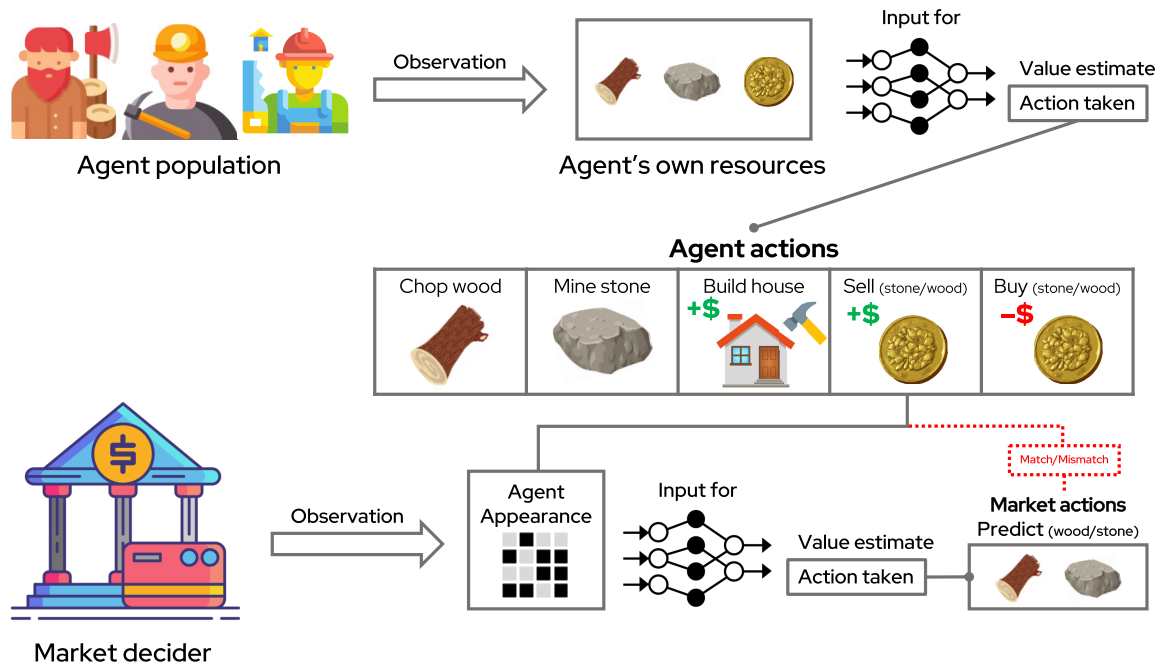 Agent population
Observation
Agent's own resources
Input for
Value estimate
Action taken
Agent actions
Chop wood
Mine stone
Build house
+$
Sell (stone/wood)
+$
Buy (stone/wood)
–$
Match/Mismatch
Market actions
Predict (wood/stone)
$
Market decider
Observation
Agent
Appearance
Input for
Value estimate
Action taken